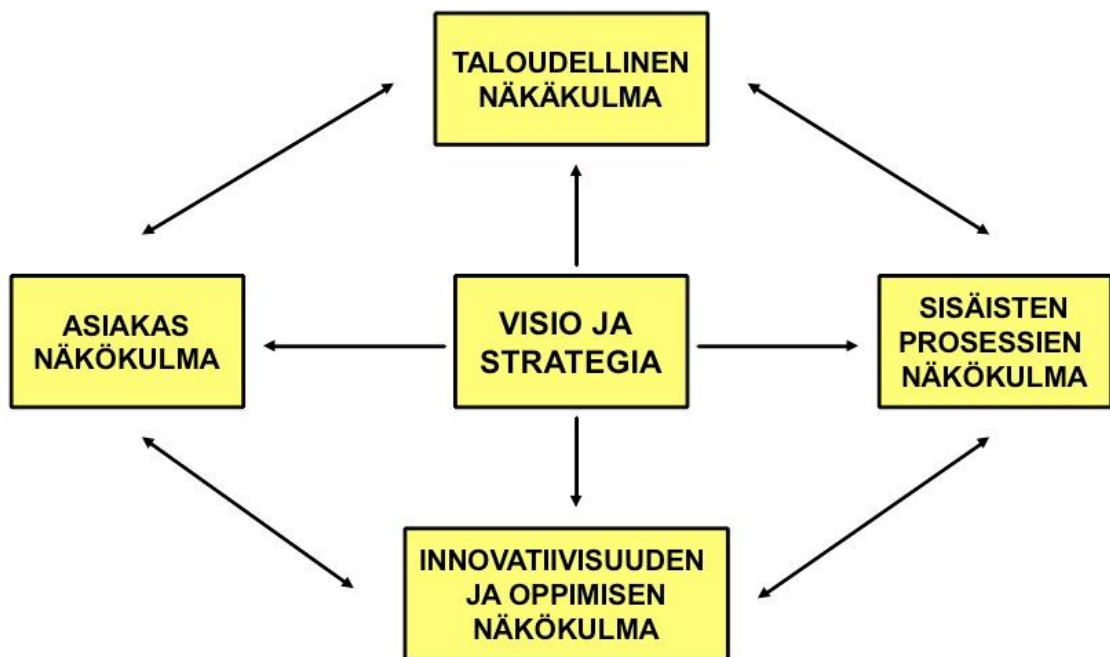 TALOUDELLINEN
NÄKÄKULMA
ASIAKAS
NÄKÖKULMA
VISIO JA
STRATEGIA
SISÄISTEN
PROSESSIEN
NÄKÖKULMA
INNOVATIIVISUUDEN
JA OPPIMISEN
NÄKÖKULMA